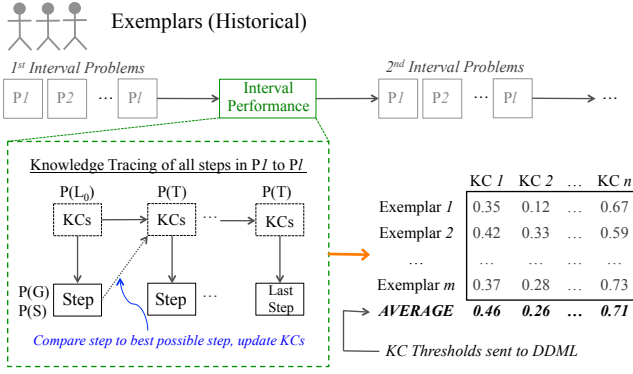 Exemplars (Historical)
1st Interval Problems
P1 P2 ... Pl
Interval
Performance
2nd Interval Problems
P1 P2 ... Pl ...
Knowledge Tracing of all steps in P1 to Pl
P(L0) P(T) P(T)
KCs KCs ... KCs
P(G)
P(S)
Step Step ... Last
Step
Compare step to best possible step, update KCs
KC 1 KC 2 ... KC n
Exemplar 1 0.35 0.12 ... 0.67
Exemplar 2 0.42 0.33 ... 0.59
... ... ... ... ...
Exemplar m 0.37 0.28 ... 0.73
AVERAGE 0.46 0.26 ... 0.71
KC Thresholds sent to DDML